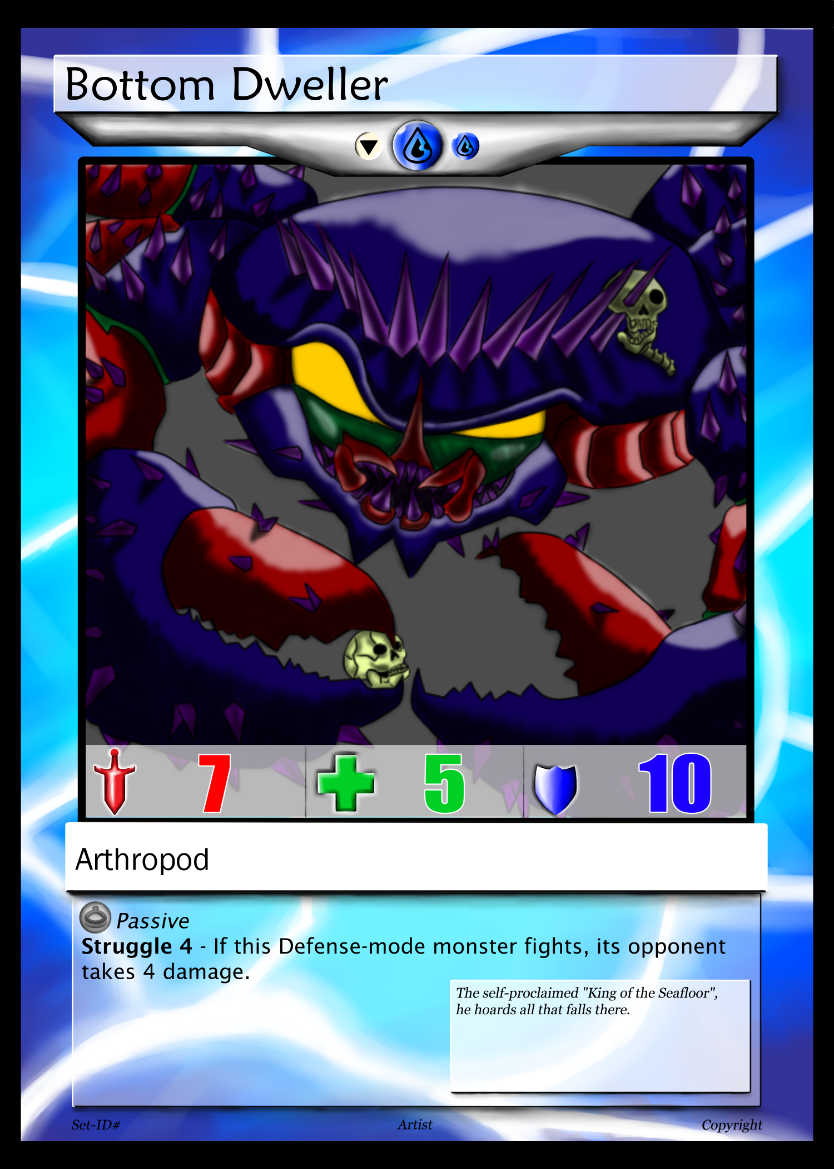 Bottom Dweller
7 5 10
Arthropod
Passive
Struggle 4 - If this Defense-mode monster fights, its opponent
takes 4 damage.
The self-proclaimed "King of the Seafloor",
he hoards all that falls there.
Set-ID# Artist Copyright